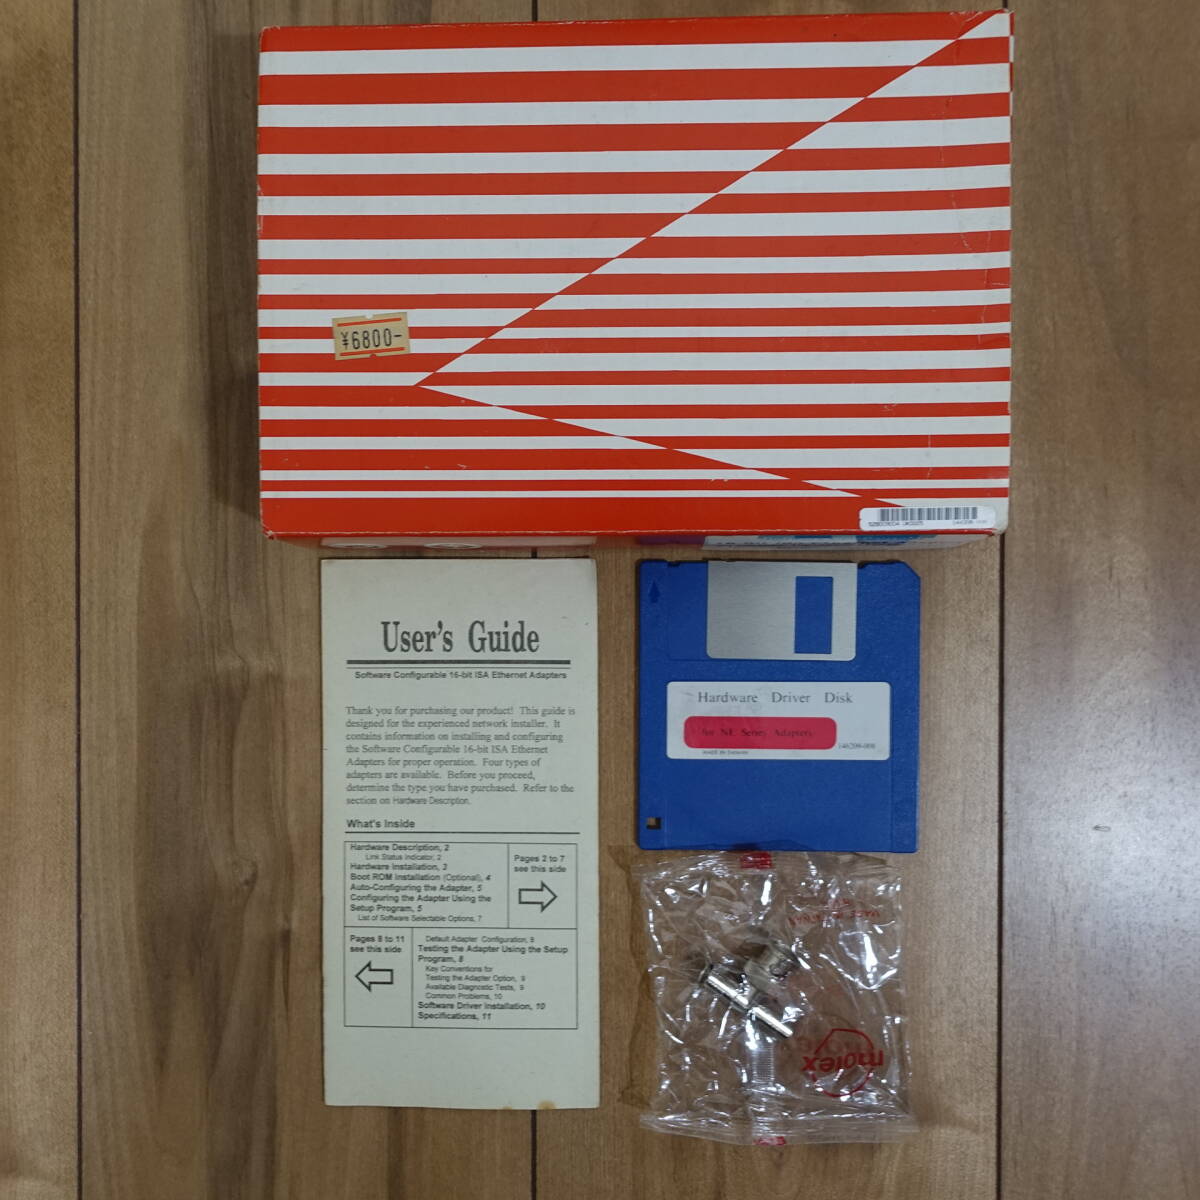 ¥6800-
User's Guide
Software Configurable 16-bit ISA Ethernet Adapters
Thank you for purchasing our product! This guide is
designed for the experienced network installer. It
contains information on installing and configuring
the Software Configurable 16-bit ISA Ethernet
Adapters for proper operation. Four types of
adapters are available. Before you proceed,
determine the type you have purchased. Refer to the
section on Hardware Description.
What's Inside
Hardware Description, 2
Link Status Indicator, 2
Hardware Installation, 3
Boot ROM Installation (Optional), 4
Auto-Configuring the Adapter, 5
Configuring the Adapter Using the
Setup Program, 5
List of Software Selectable Options, 7
Pages 2 to 7
see this side
Pages 8 to 11
see this side
Default Adapter Configuration, 8
Testing the Adapter Using the Setup
Program, 8
Key Conventions for
Testing the Adapter Option, 9
Available Diagnostic Tests, 9
Common Problems, 10
Software Driver Installation, 10
Specifications, 11
Hardware Driver Disk
for NE Series Adapters
146209-008
molex